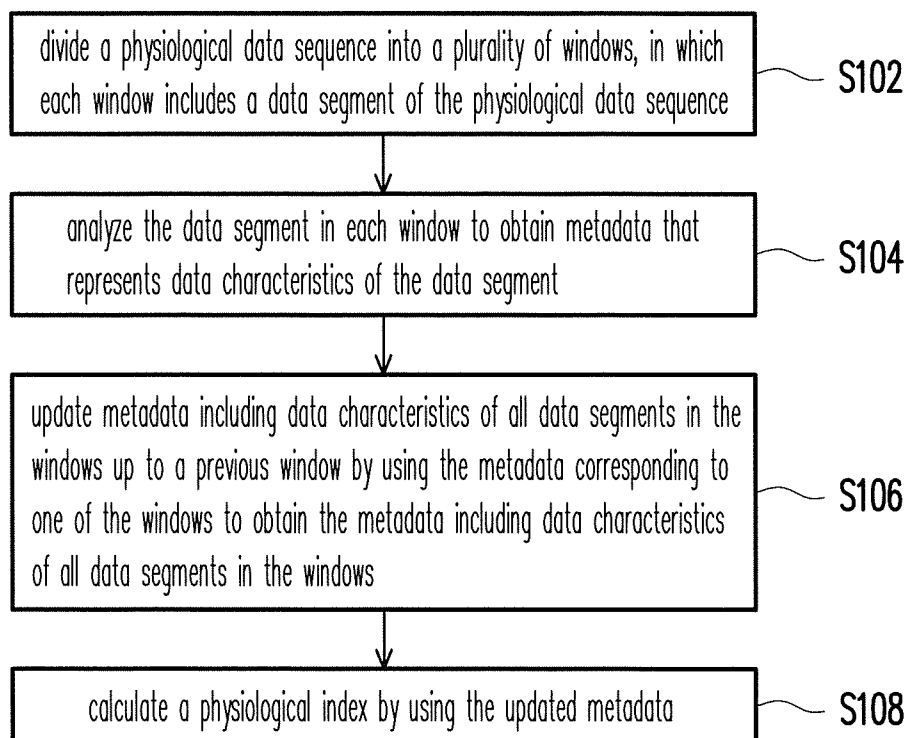 divide a physiological data sequence into a plurality of windows, in which
each window includes a data segment of the physiological data sequence
S102
analyze the data segment in each window to obtain metadata that
represents data characteristics of the data segment
S104
update metadata including data characteristics of all data segments in the
windows up to a previous window by using the metadata corresponding to
one of the windows to obtain the metadata including data characteristics
of all data segments in the windows
S106
calculate a physiological index by using the updated metadata
S108